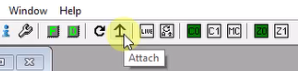 Window Help
LIVE C0 C1 MC Z0 Z1
Attach